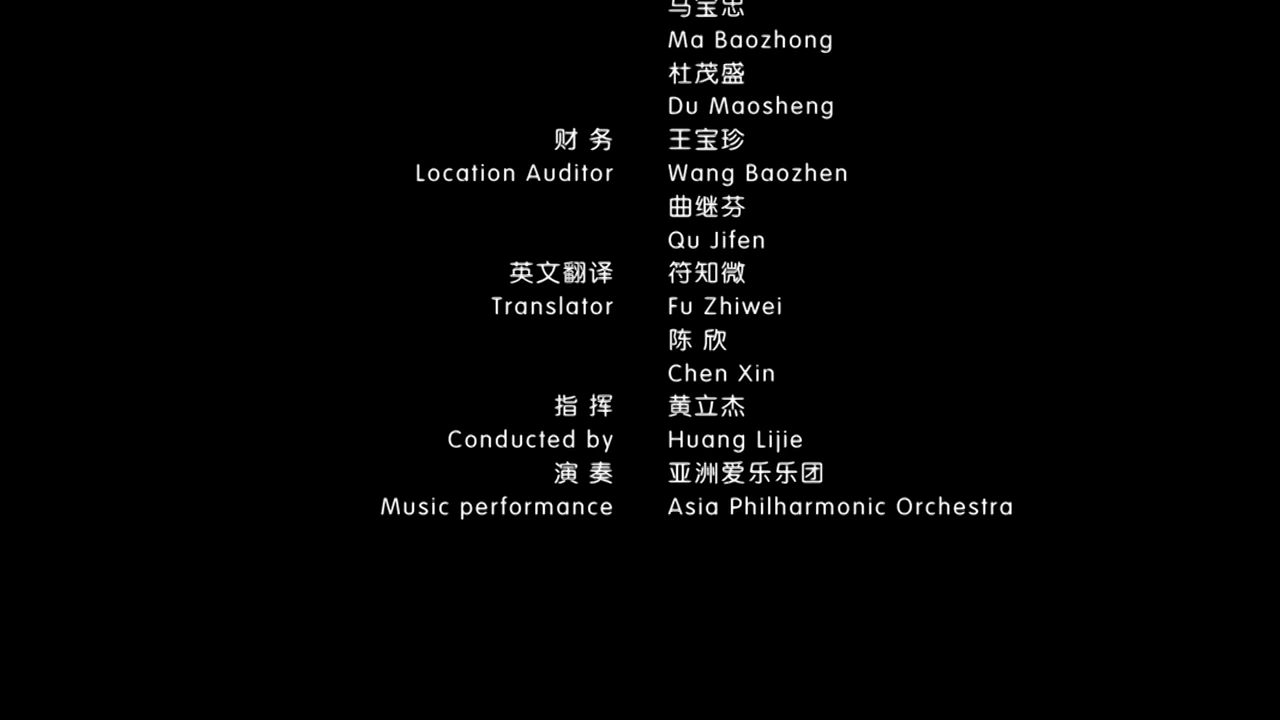 马宝忠
Ma Baozhong
杜茂盛
Du Maosheng
财 务 王宝珍
Location Auditor Wang Baozhen
曲继芬
Qu Jifen
英文翻译 符知微
Translator Fu Zhiwei
陈 欣
Chen Xin
指 挥 黄立杰
Conducted by Huang Lijie
演 奏 亚洲爱乐乐团
Music performance Asia Philharmonic Orchestra